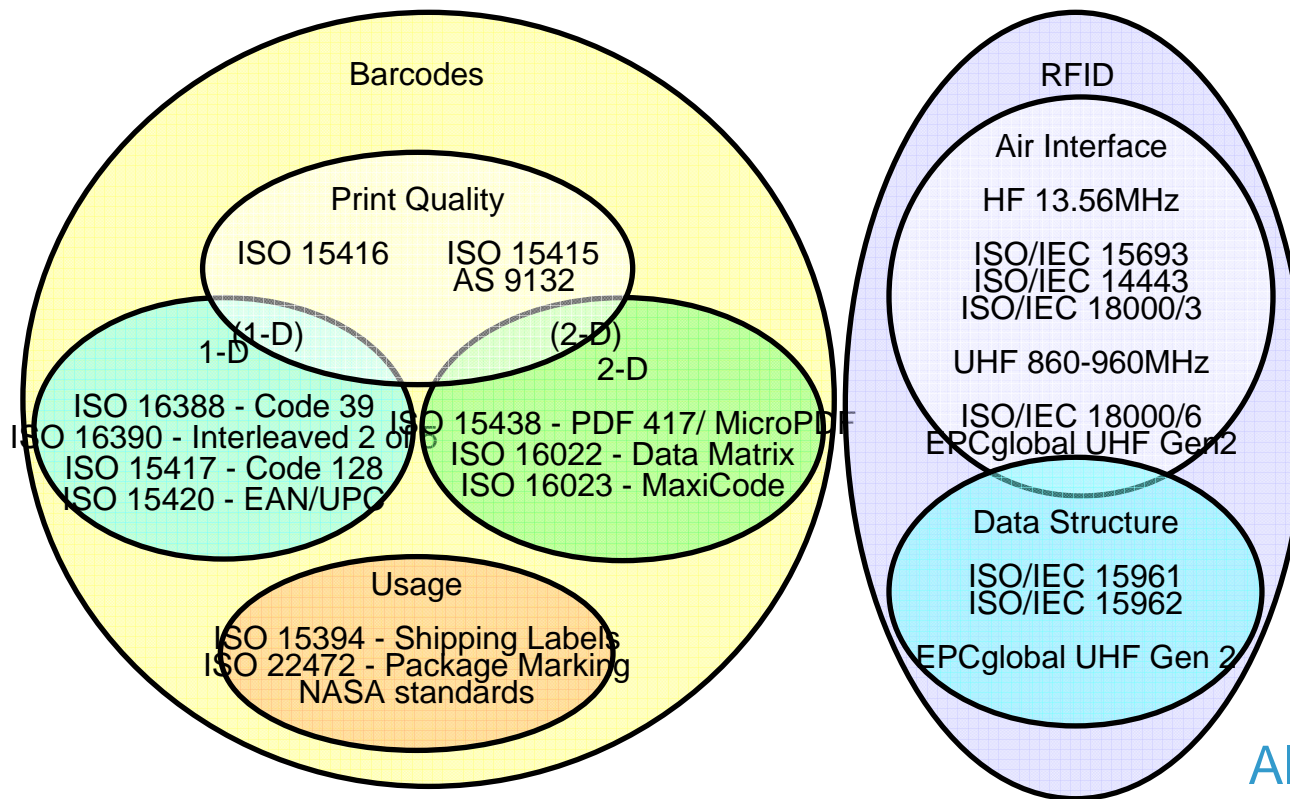 Barcodes
Print Quality
ISO 15416
ISO 15415
AS 9132
(1-D)
(2-D)
1-D
ISO 16388 - Code 39
ISO 16390 - Interleaved 2 of 5
ISO 15417 - Code 128
ISO 15420 - EAN/UPC
2-D
ISO 15438 - PDF 417/ MicroPDF
ISO 16022 - Data Matrix
ISO 16023 - MaxiCode
Usage
ISO 15394 - Shipping Labels
ISO 22472 - Package Marking
NASA standards
RFID
Air Interface
HF 13.56MHz
ISO/IEC 15693
ISO/IEC 14443
ISO/IEC 18000/3
UHF 860-960MHz
ISO/IEC 18000/6
EPCglobal UHF Gen2
Data Structure
ISO/IEC 15961
ISO/IEC 15962
EPCglobal UHF Gen 2